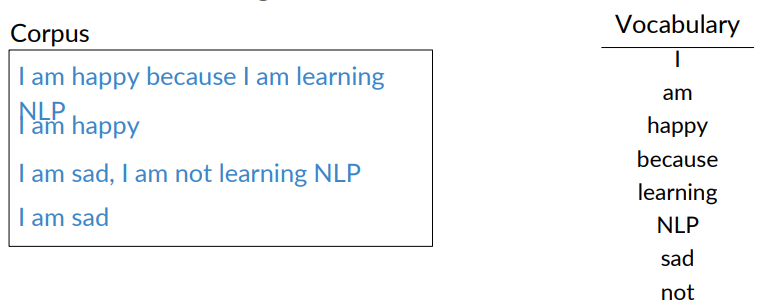 Corpus
I am happy because I am learning
NLP
I am happy
I am sad, I am not learning NLP
I am sad
Vocabulary
I
am
happy
because
learning
NLP
sad
not